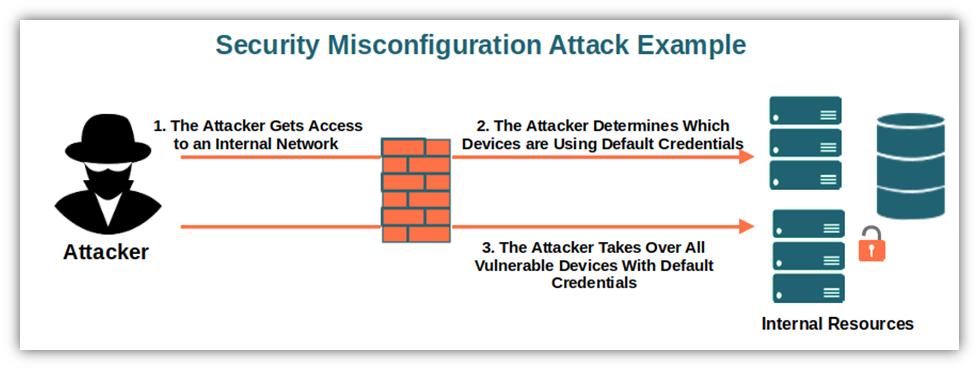 Security Misconfiguration Attack Example
1. The Attacker Gets Access
to an Internal Network
2. The Attacker Determines Which
Devices are Using Default Credentials
Attacker
3. The Attacker Takes Over All
Vulnerable Devices With Default
Credentials
Internal Resources